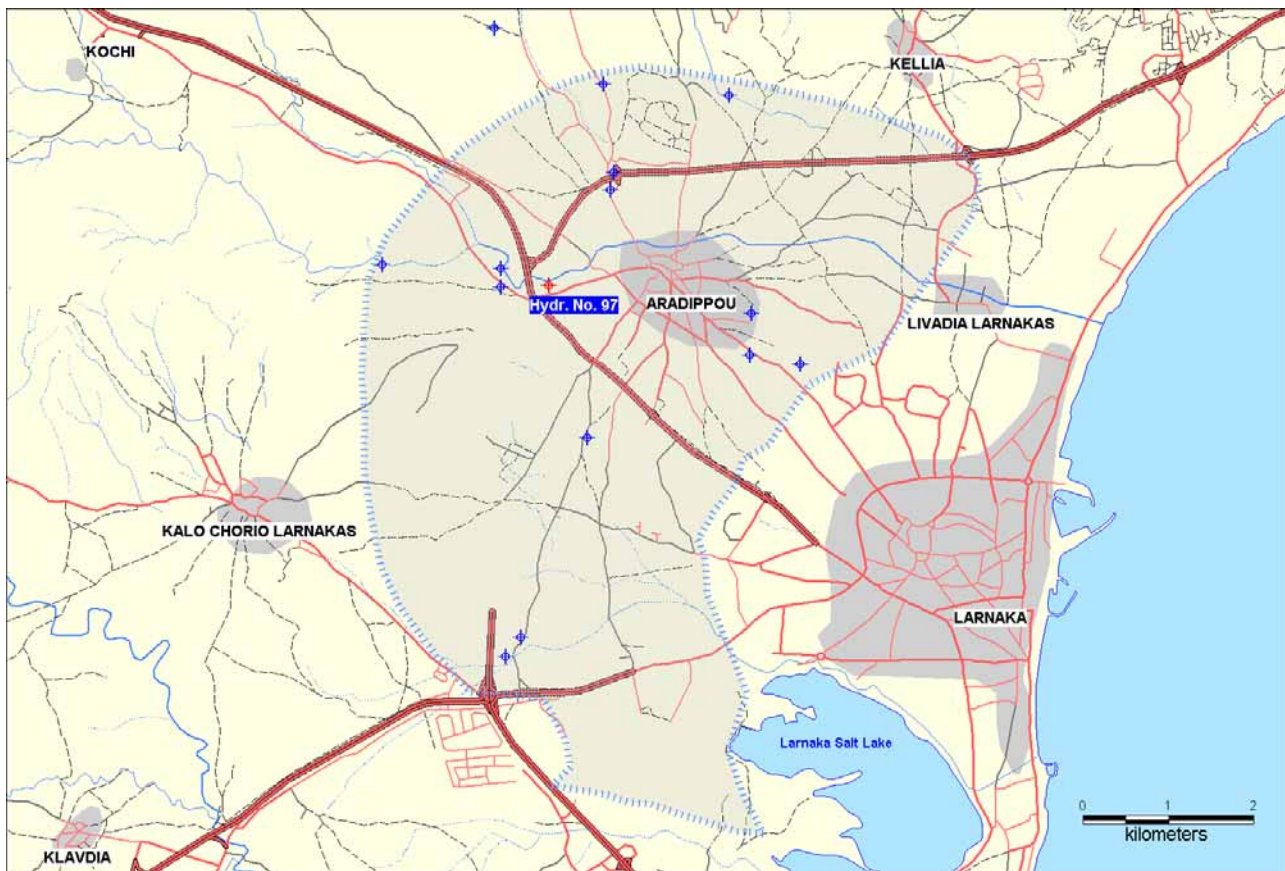 KOCHI
KELLIA
Hydr. No. 97
ARADIPPOU
LIVADIA LARNAKAS
KALO CHORIO LARNAKAS
LARNAKA
Larnaka Salt Lake
0 1 2
kilometers
KLAVDIA